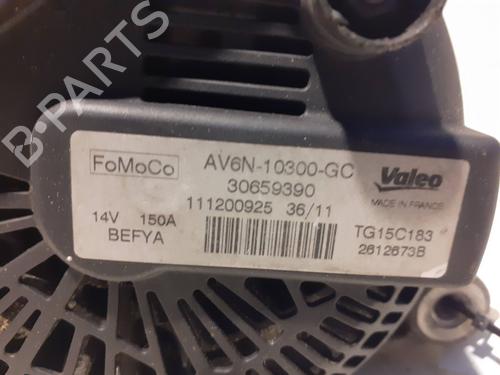 B-PARTS
FoMoCo
AV6N-10300-GC
30659390
111200925 36/11
14V 150A
BEFYA
Valeo
MADE IN FRANCE
TG15C183
2612673B